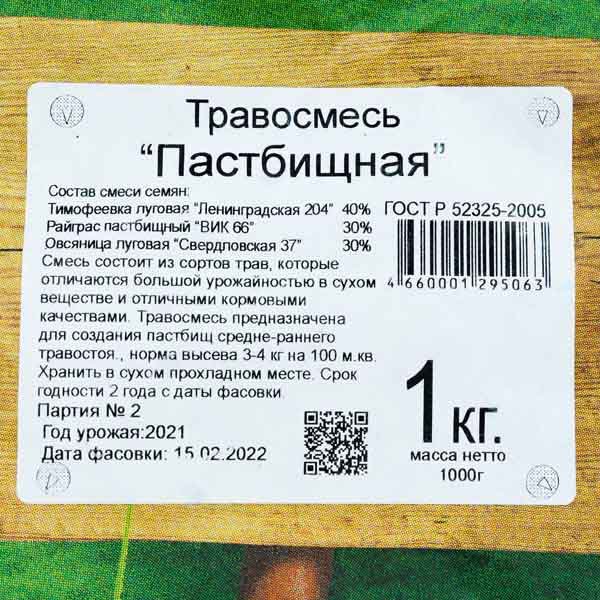 Травосмесь
“Пастбищная”
Состав смеси семян:
Тимофеевка луговая "Ленинградская 204" 40% ГОСТ Р 52325-2005
Райграс пастбищный "ВИК 66" 30%
Овсяница луговая "Свердловская 37" 30%
Смесь состоит из сортов трав, которые
отличаются большой урожайностью в сухом
веществе и отличными кормовыми
качествами. Травосмесь предназначена
для создания пастбищ средне-раннего
травостоя., норма высева 3-4 кг на 100 м.кв.
Хранить в сухом прохладном месте. Срок
годности 2 года с даты фасовки.
Партия № 2
Год урожая:2021
Дата фасовки: 15.02.2022
4 660001 295063
1 кг.
масса нетто
1000г